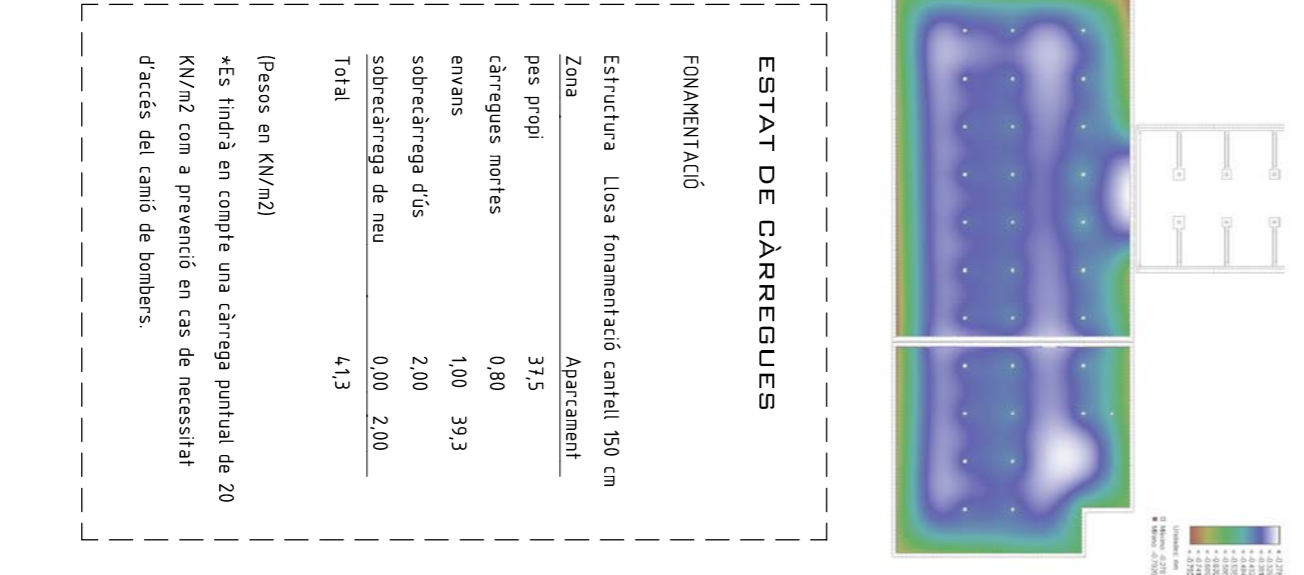 ESTAT DE CÀRREGUES
FONAMENTACIÓ
Estructura Llosa fonamentació cantell 150 cm
Zona Aparcament
pes propi 37,5
càrregues mortes 0,80
envans 1,00 39,3
sobrecàrrega d'ús 2,00
sobrecàrrega de neu 0,00 2,00
Total 41,3
(Pesos en KN/m2)
*Es tindrà en compte una càrrega puntual de 20
KN/m2 com a prevenció en cas de necessitat
d'accés del camió de bombers.
Unidades: mm